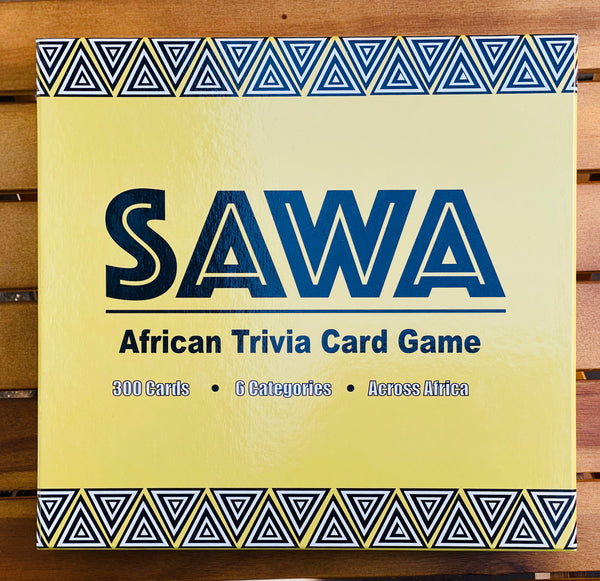 SAWA
African Trivia Card Game
300 Cards • 6 Categories • Across Africa